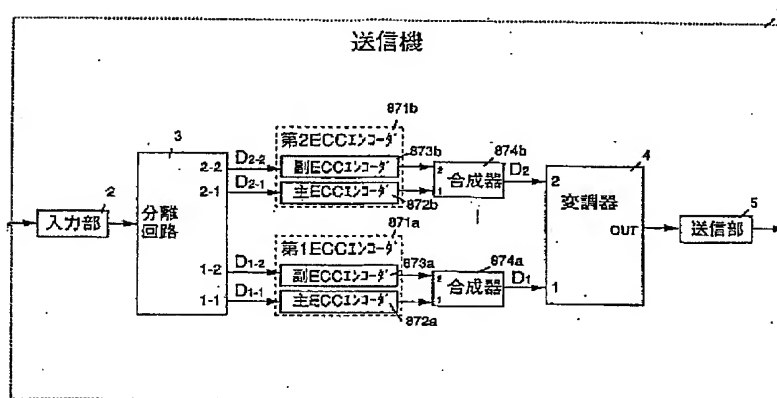 送信機
871b
第2ECCエンコーダ
873b
副ECCエンコーダ
主ECCエンコーダ
872b
874b
2
1
合成器
D2
3
2-2
D2-2
2-1
D2-1
分離
回路
1-2
D1-2
1-1
D1-1
2
入力部
871a
第1ECCエンコーダ
873a
副ECCエンコーダ
主ECCエンコーダ
872a
874a
2
1
合成器
D1
4
2
変調器
OUT
1
5
送信部